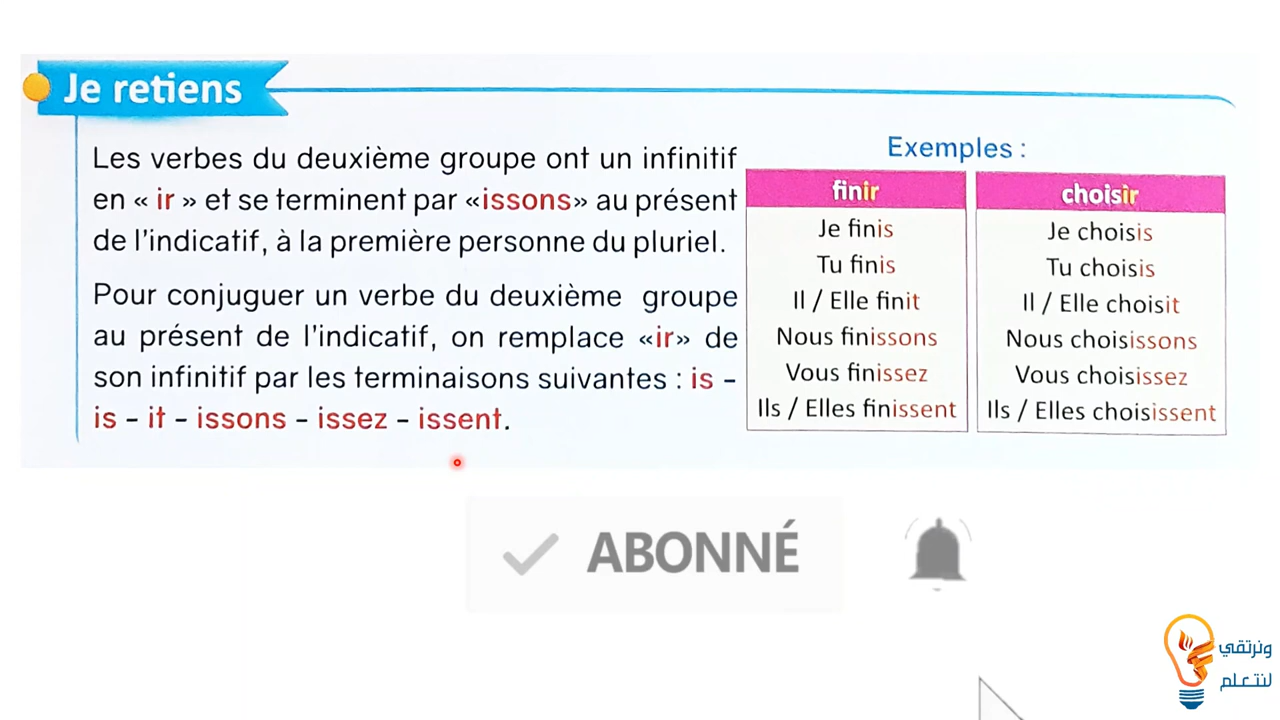 Je retiens
Les verbes du deuxième groupe ont un infinitif
en « ir » et se terminent par «issons» au présent
de l'indicatif, à la première personne du pluriel.
Pour conjuguer un verbe du deuxième groupe
au présent de l'indicatif, on remplace «ir» de
son infinitif par les terminaisons suivantes : is –
is – it – issons – issez – issent.
Exemples :
finir
Je finis
Tu finis
Il / Elle finit
Nous finissons
Vous finissez
Ils / Elles finissent
choisir
Je choisis
Tu choisis
Il / Elle choisit
Nous choisissons
Vous choisissez
Ils / Elles choisissent
ABONNÉ
ونرتقي
لنتعلم